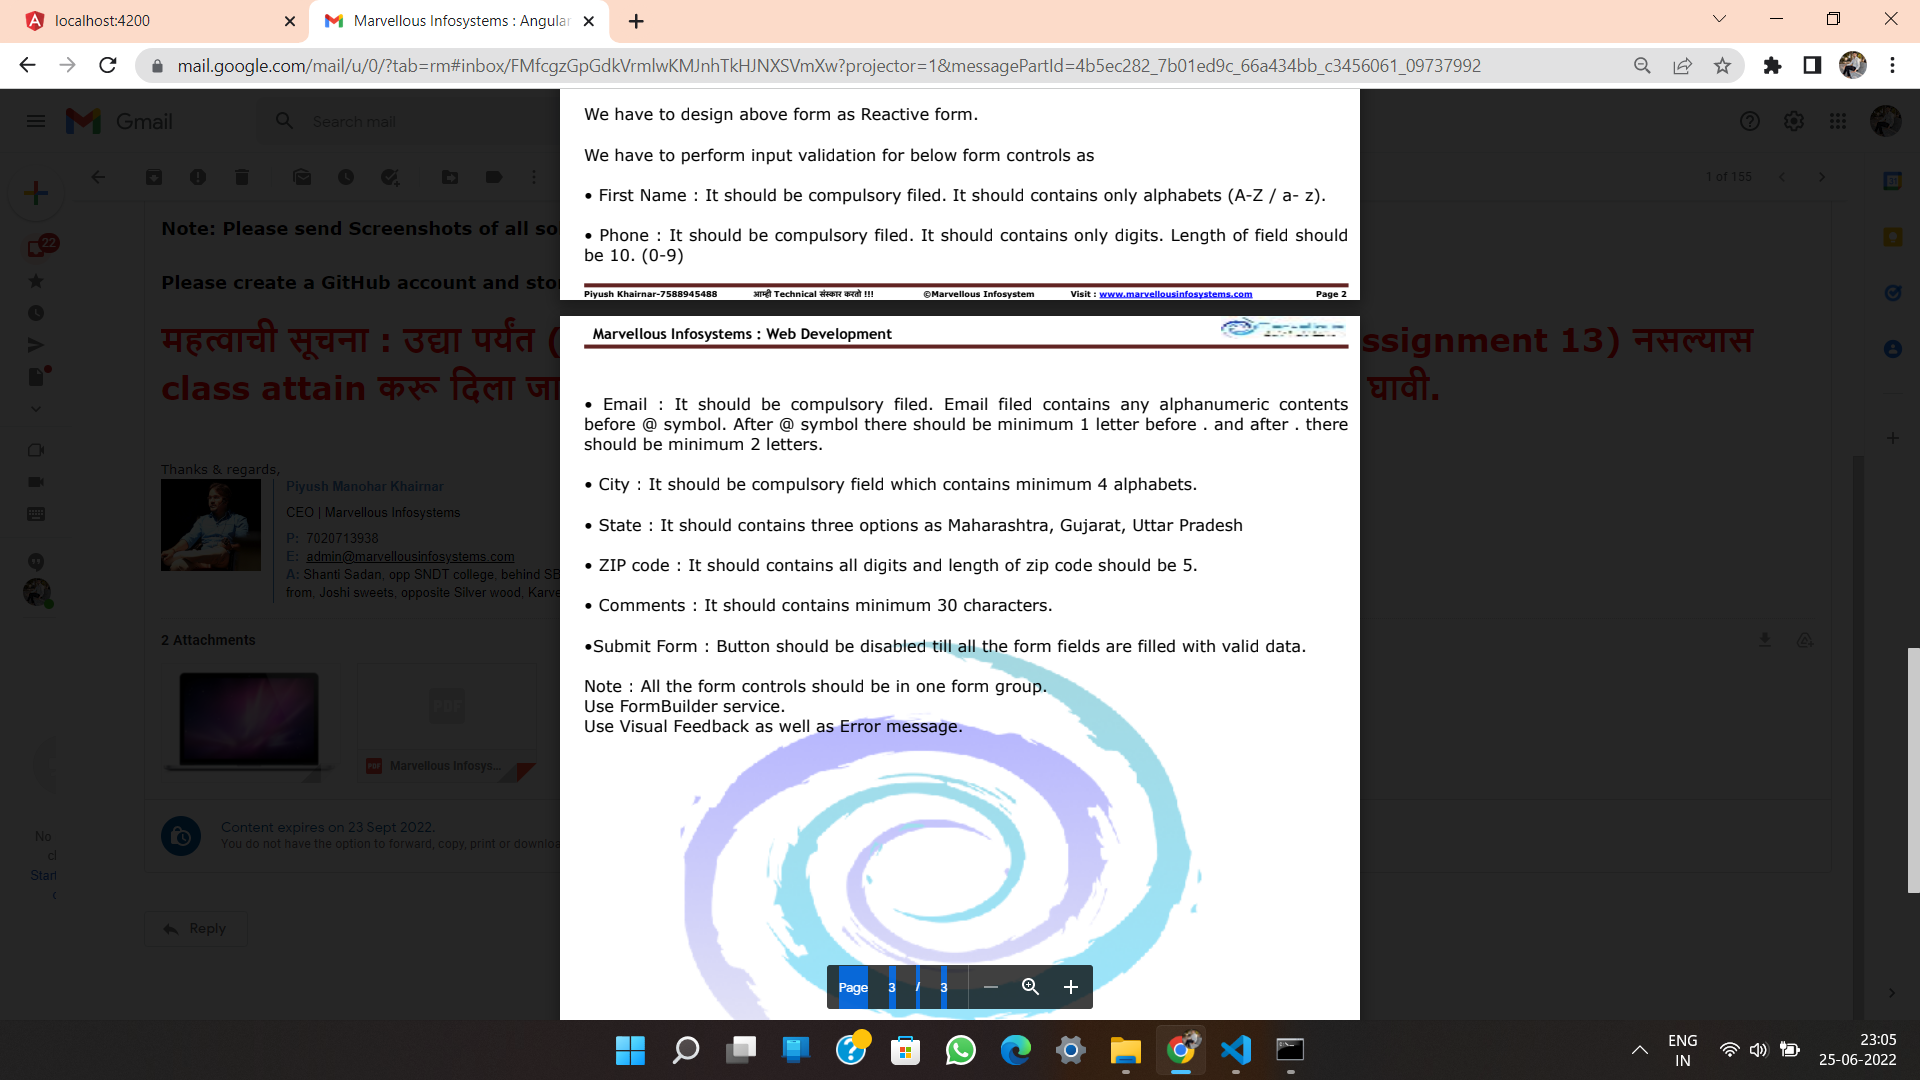 localhost:4200
Marvellous Infosystems : Angular
mail.google.com/mail/u/0/?tab=rm#inbox/FMfcgzGpGdkVrmlwKMJnhTkHJNXSVmXw?projector=1&messagePartId=4b5ec282_7b01ed9c_66a434bb_c3456061_09737992
Gmail
Search mail
1 of 155
22
Note: Please send Screenshots of all so
Please create a GitHub account and sto
महत्वाची सूचना : उद्या पर्यंत (
ssignment 13) नसल्यास
class attain करू दिला जा
घावी.
Thanks & regards,
Piyush Manohar Khairnar
CEO | Marvellous Infosystems
P: 7020713938
E: admin@marvellousinfosystems.com
A: Shanti Sadan, opp SNDT college, behind SB
from, Joshi sweets, opposite Silver wood, Karve
2 Attachments
PDF
PDF Marvellous Infosys...
Content expires on 23 Sept 2022.
You do not have the option to forward, copy, print or downloa
No
Start
Reply
We have to design above form as Reactive form.
We have to perform input validation for below form controls as
• First Name : It should be compulsory filed. It should contains only alphabets (A-Z / a- z).
• Phone : It should be compulsory filed. It should contains only digits. Length of field should
be 10. (0-9)
Piyush Khairnar-7588945488 आम्ही Technical संस्कार करतो !!! ©Marvellous Infosystem Visit : www.marvellousinfosystems.com Page 2
Marvellous Infosystems : Web Development
• Email : It should be compulsory filed. Email filed contains any alphanumeric contents
before @ symbol. After @ symbol there should be minimum 1 letter before . and after . there
should be minimum 2 letters.
• City : It should be compulsory field which contains minimum 4 alphabets.
• State : It should contains three options as Maharashtra, Gujarat, Uttar Pradesh
• ZIP code : It should contains all digits and length of zip code should be 5.
• Comments : It should contains minimum 30 characters.
•Submit Form : Button should be disabled till all the form fields are filled with valid data.
Note : All the form controls should be in one form group.
Use FormBuilder service.
Use Visual Feedback as well as Error message.
Page 3 / 3
ENG
IN
23:05
25-06-2022